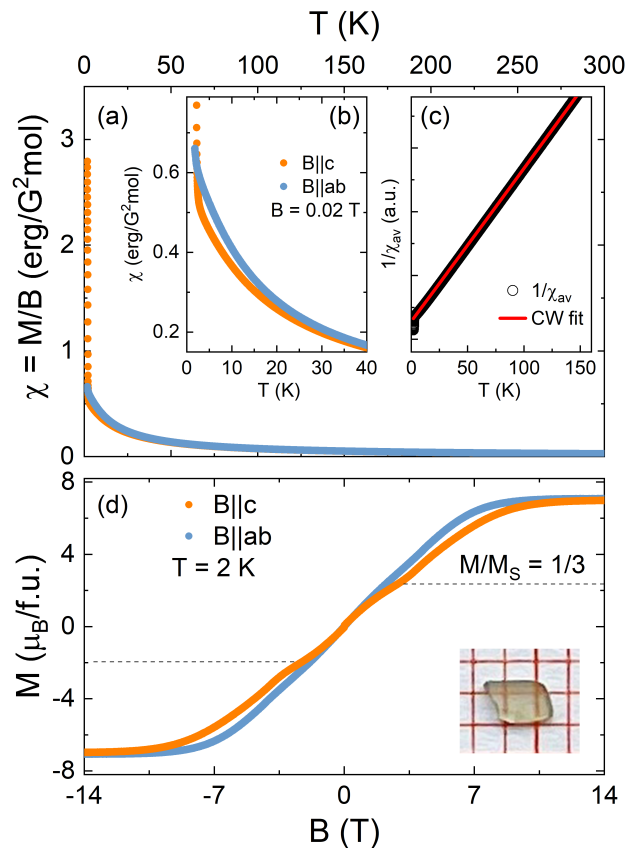 T (K)
0 50 100 150 200 250 300
χ = M/B (erg/G²mol)
3
2
1
0
(a)
(b)
χ (erg/G²mol)
0.6
0.4
0.2
B||c
B||ab
B = 0.02 T
0 10 20 30 40
T (K)
(c)
1/χav (a.u.)
1/χav
CW fit
0 50 100 150
T (K)
(d)
M (μB/f.u.)
8
4
0
-4
-8
B||c
B||ab
T = 2 K
M/MS = 1/3
-14 -7 0 7 14
B (T)